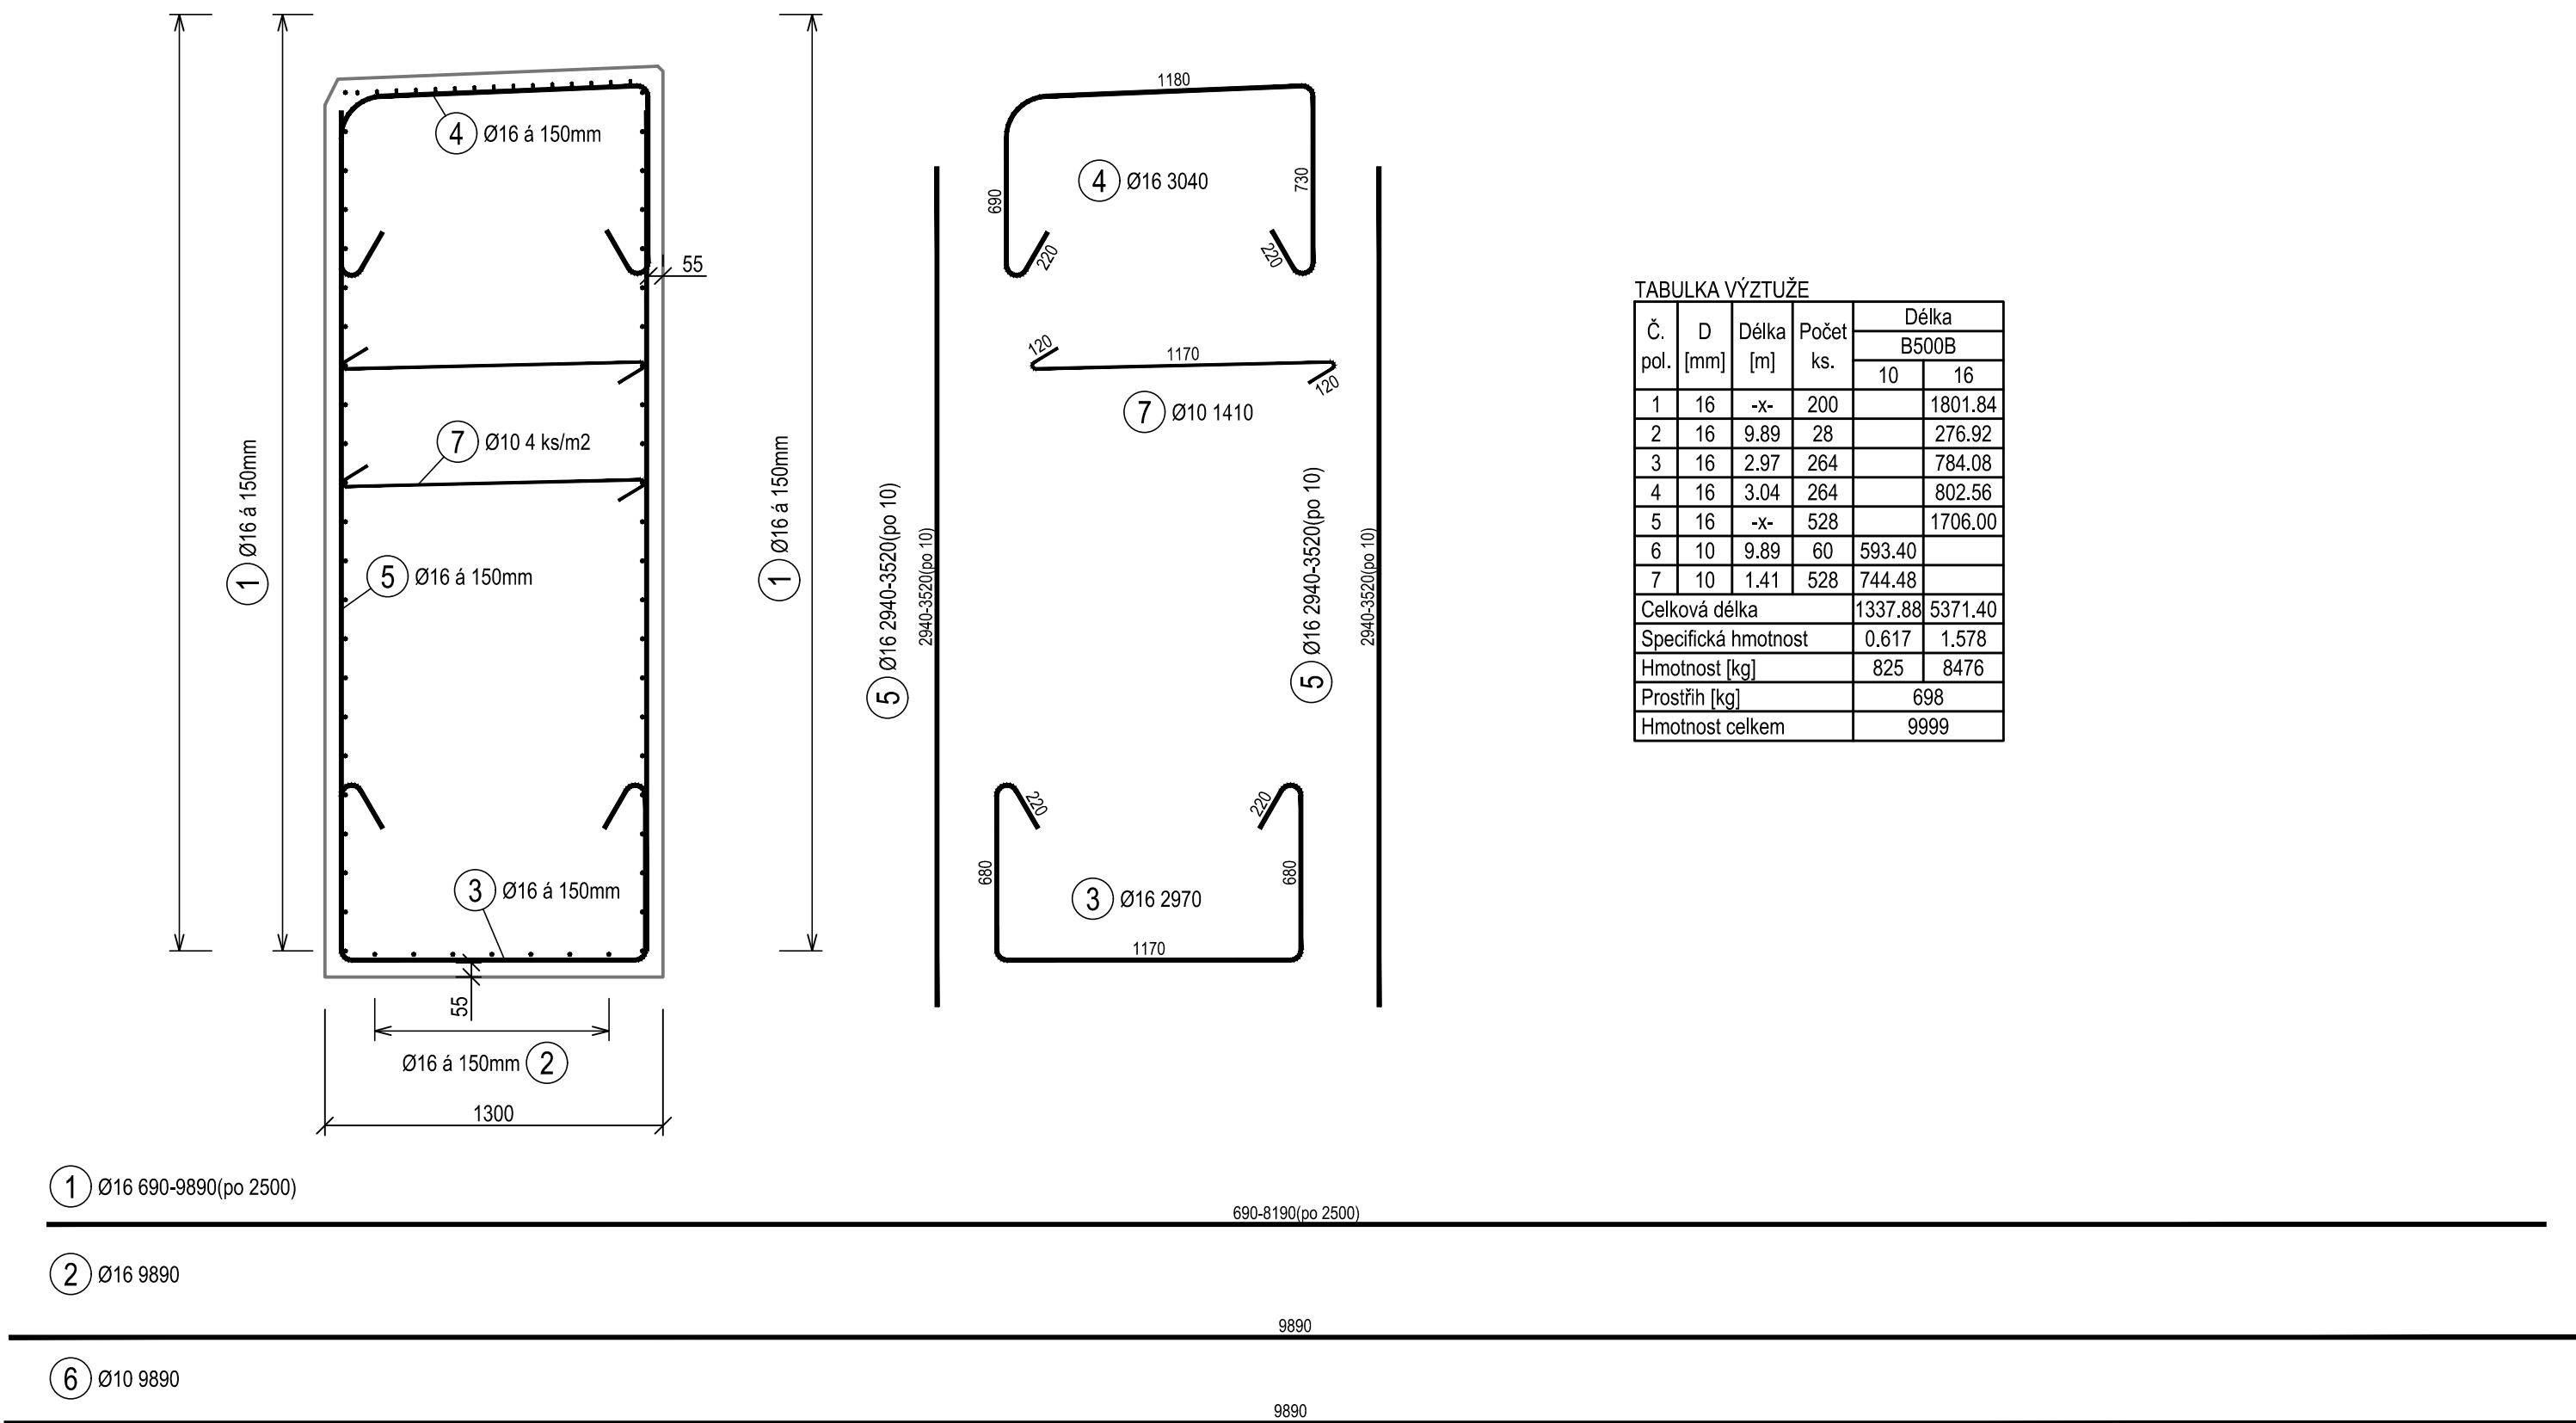 4 Ø16 á 150mm
55
7 Ø10 4 ks/m2
1 Ø16 á 150mm
5 Ø16 á 150mm
3 Ø16 á 150mm
55
Ø16 á 150mm 2
1300
1 Ø16 á 150mm
1180
4 Ø16 3040
690
730
220
220
120
1170
120
7 Ø10 1410
5 Ø16 2940-3520(po 10)
2940-3520(po 10)
5 Ø16 2940-3520(po 10)
2940-3520(po 10)
220
220
680
680
3 Ø16 2970
1170
TABULKA VÝZTUŽE
Č. pol. D [mm] Délka [m] Počet ks. Délka
B500B
10 16
1 16 -x- 200 1801.84
2 16 9.89 28 276.92
3 16 2.97 264 784.08
4 16 3.04 264 802.56
5 16 -x- 528 1706.00
6 10 9.89 60 593.40
7 10 1.41 528 744.48
Celková délka 1337.88 5371.40
Specifická hmotnost 0.617 1.578
Hmotnost [kg] 825 8476
Prostřih [kg] 698
Hmotnost celkem 9999
1 Ø16 690-9890(po 2500)
690-8190(po 2500)
2 Ø16 9890
9890
6 Ø10 9890
9890